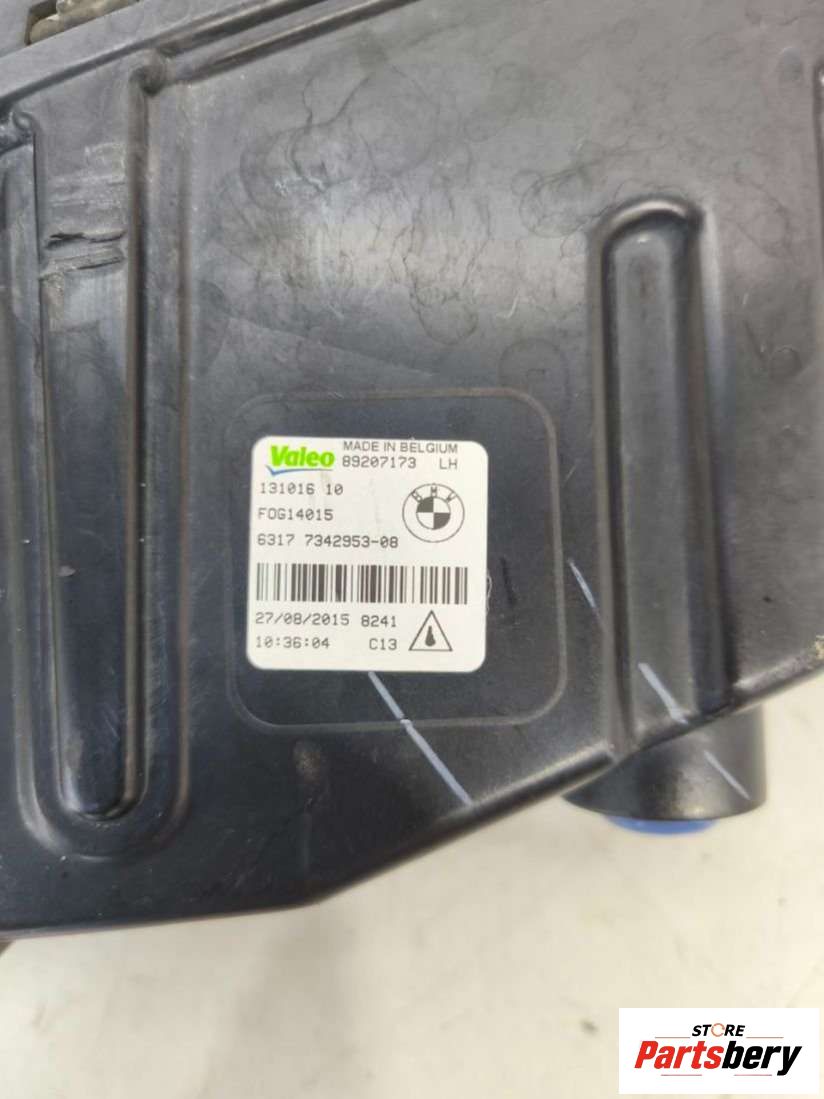 Valeo MADE IN BELGIUM
89207173 LH
131016 10
FOG14015
BMW
6317 7342953-08
27/08/2015 8241
10:36:04 C13
STORE
Partsbery